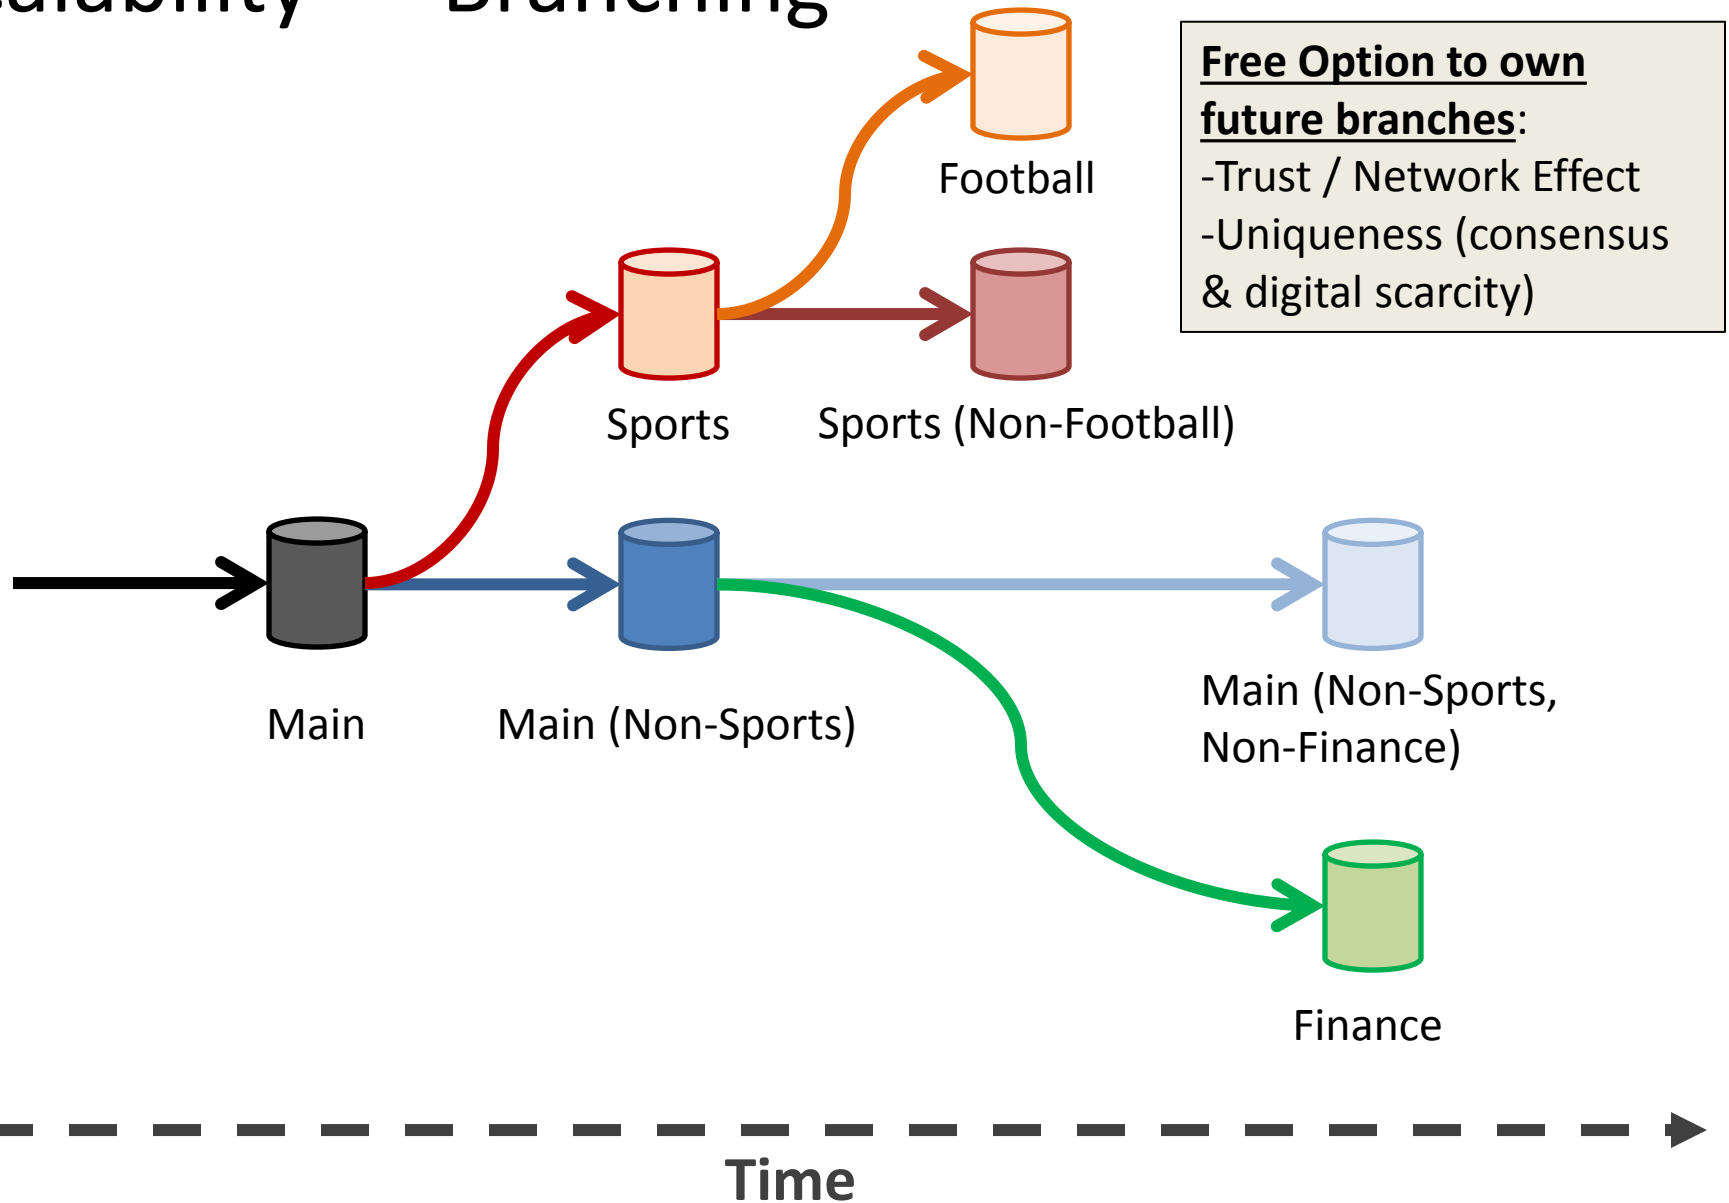 Branching
Free Option to own
future branches:
-Trust / Network Effect
-Uniqueness (consensus
& digital scarcity)
Football
Sports
Sports (Non-Football)
Main
Main (Non-Sports)
Main (Non-Sports,
Non-Finance)
Finance
Time